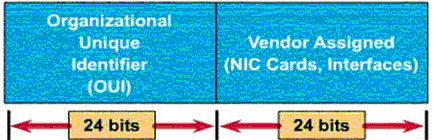 Organizational
Unique
Identifier
(OUI)
Vendor Assigned
(NIC Cards, Interfaces)
24 bits
24 bits